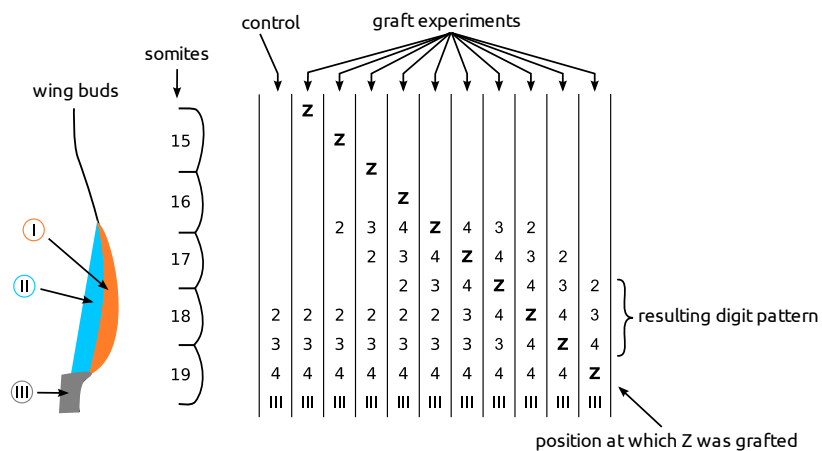 control
graft experiments
somites
wing buds
Z
15 Z
Z
16 Z
I 2 3 4 Z 4 3 2
17 2 3 4 Z 4 3 2
II 2 3 4 Z 4 3 2
18 2 2 2 2 2 2 3 4 Z 4 3
resulting digit pattern
3 3 3 3 3 3 3 3 4 Z 4
19 4 4 4 4 4 4 4 4 4 4 Z
III III III III III III III III III III III III
position at which Z was grafted